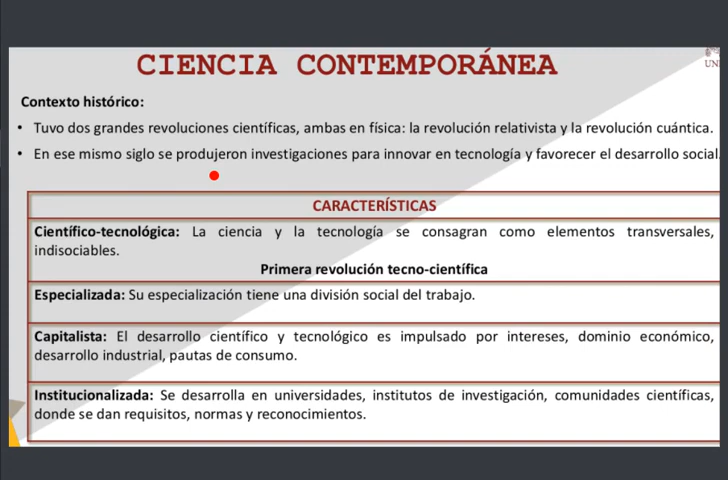 CIENCIA CONTEMPORÁNEA
Contexto histórico:
• Tuvo dos grandes revoluciones científicas, ambas en física: la revolución relativista y la revolución cuántica.
• En ese mismo siglo se produjeron investigaciones para innovar en tecnología y favorecer el desarrollo social.
CARACTERÍSTICAS
Científico-tecnológica: La ciencia y la tecnología se consagran como elementos transversales,
indisociables.
Primera revolución tecno-científica
Especializada: Su especialización tiene una división social del trabajo.
Capitalista: El desarrollo científico y tecnológico es impulsado por intereses, dominio económico,
desarrollo industrial, pautas de consumo.
Institucionalizada: Se desarrolla en universidades, institutos de investigación, comunidades científicas,
donde se dan requisitos, normas y reconocimientos.